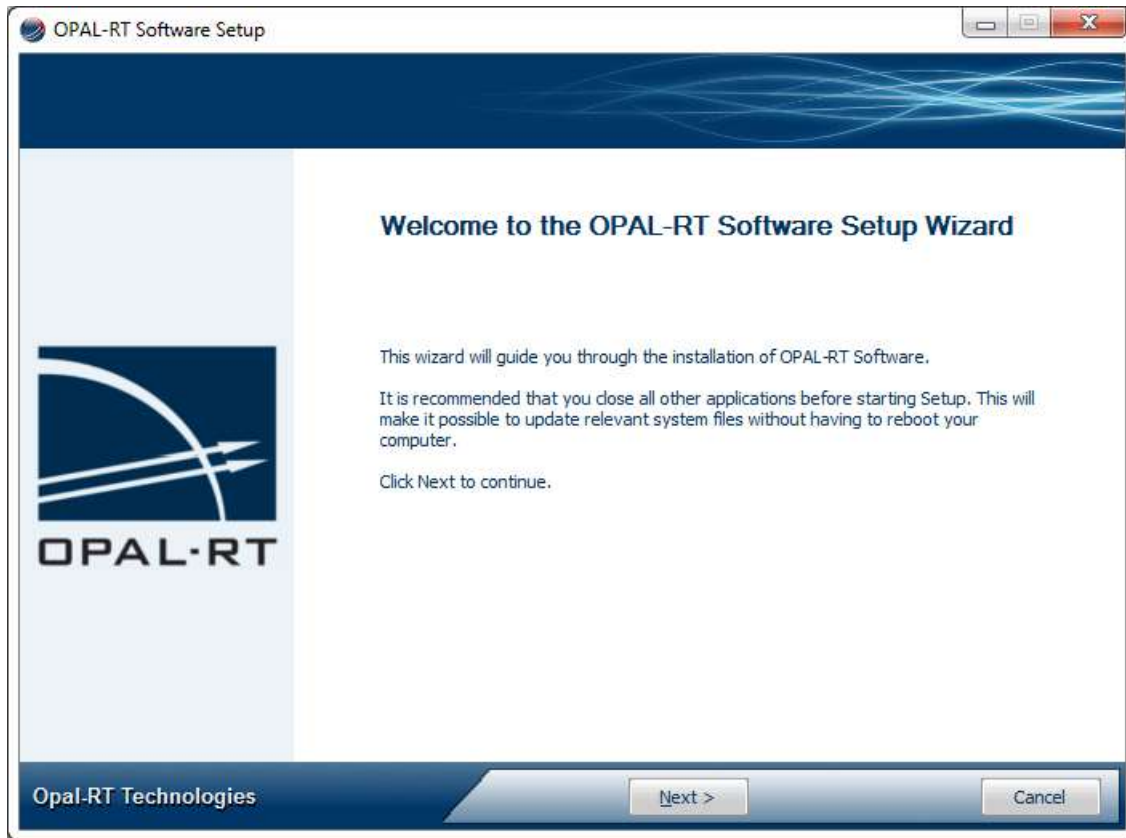 OPAL-RT Software Setup
Welcome to the OPAL-RT Software Setup Wizard
This wizard will guide you through the installation of OPAL-RT Software.
It is recommended that you close all other applications before starting Setup. This will
make it possible to update relevant system files without having to reboot your
computer.
Click Next to continue.
OPAL-RT
Opal-RT Technologies
Next >
Cancel